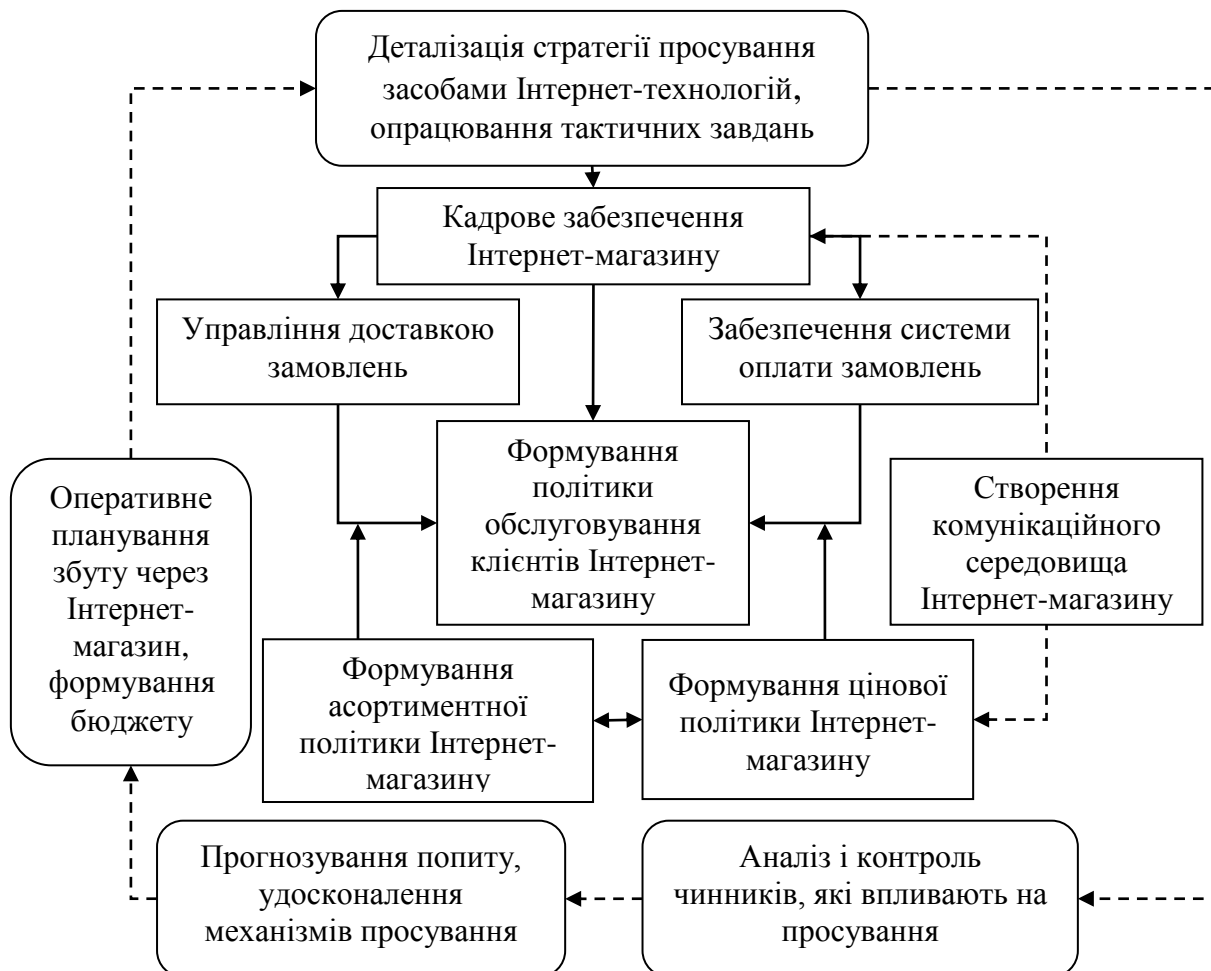 Деталізація стратегії просування
засобами Інтернет-технологій,
опрацювання тактичних завдань
Кадрове забезпечення
Інтернет-магазину
Управління доставкою
замовлень
Забезпечення системи
оплати замовлень
Формування
політики
обслуговування
клієнтів Інтернет-
магазину
Оперативне
планування
збуту через
Інтернет-
магазин,
формування
бюджету
Створення
комунікаційного
середовища
Інтернет-магазину
Формування
асортиментної
політики Інтернет-
магазину
Формування цінової
політики Інтернет-
магазину
Прогнозування попиту,
удосконалення
механізмів просування
Аналіз і контроль
чинників, які впливають на
просування